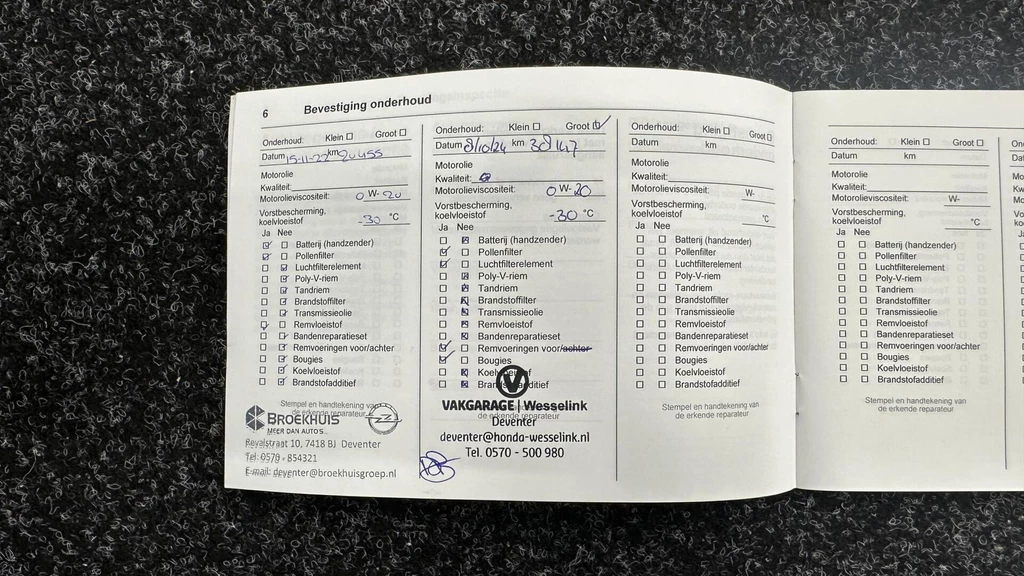 6 Bevestiging onderhoud
Onderhoud: Klein Groot
Datum 15-11-22 km 20455
Motorolie
Kwaliteit:
Motorolieviscositeit: 0 W- 20
Vorstbescherming,
koelvloeistof -30 °C
Ja Nee
Batterij (handzender)
Pollenfilter
Luchtfilterelement
Poly-V-riem
Tandriem
Brandstoffilter
Transmissieolie
Remvloeistof
Bandenreparatieset
Remvoeringen voor/achter
Bougies
Koelvloeistof
Brandstofadditief
Stempel en handtekening van
de erkende reparateur
BROEKHUIS
MEER DAN AUTO'S
Revalstraat 10, 7418 BJ Deventer
Tel: 0570 - 854321
E-mail: deventer@broekhuisgroep.nl
Onderhoud: Klein Groot
Datum 8/10/24 km 38147
Motorolie
Kwaliteit:
Motorolieviscositeit: 0 W- 20
Vorstbescherming,
koelvloeistof -30 °C
Ja Nee
Batterij (handzender)
Pollenfilter
Luchtfilterelement
Poly-V-riem
Tandriem
Brandstoffilter
Transmissieolie
Remvloeistof
Bandenreparatieset
Remvoeringen voor/achter
Bougies
Koelvloeistof
Brandstofadditief
VAKGARAGE | Wesselink
de erkende reparateur
Deventer
deventer@honda-wesselink.nl
Tel. 0570 - 500 980
Onderhoud: Klein Groot
Datum km
Motorolie
Kwaliteit:
Motorolieviscositeit: W-
Vorstbescherming,
koelvloeistof °C
Ja Nee
Batterij (handzender)
Pollenfilter
Luchtfilterelement
Poly-V-riem
Tandriem
Brandstoffilter
Transmissieolie
Remvloeistof
Bandenreparatieset
Remvoeringen voor/achter
Bougies
Koelvloeistof
Brandstofadditief
Stempel en handtekening van
de erkende reparateur
Onderhoud: Klein Groot
Datum km
Motorolie
Kwaliteit:
Motorolieviscositeit: W-
Vorstbescherming,
koelvloeistof °C
Ja Nee
Batterij (handzender)
Pollenfilter
Luchtfilterelement
Poly-V-riem
Tandriem
Brandstoffilter
Transmissieolie
Remvloeistof
Bandenreparatieset
Remvoeringen voor/achter
Bougies
Koelvloeistof
Brandstofadditief
Stempel en handtekening van
de erkende reparateur